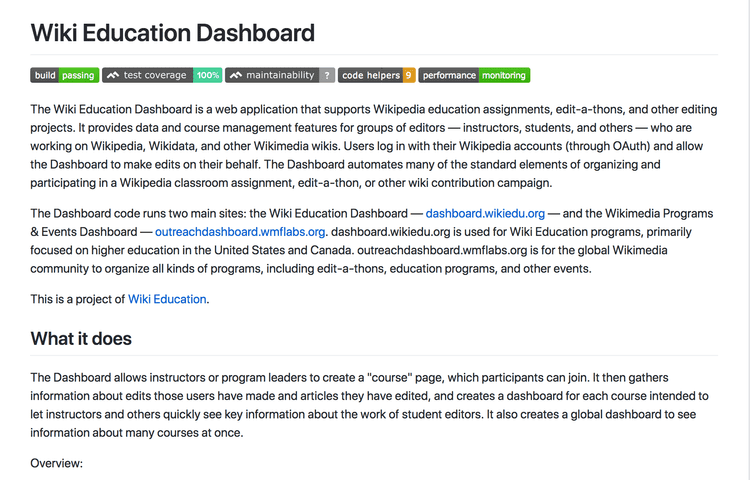 Wiki Education Dashboard
build passing test coverage 100% maintainability ? code helpers 9 performance monitoring
The Wiki Education Dashboard is a web application that supports Wikipedia education assignments, edit-a-thons, and other editing
projects. It provides data and course management features for groups of editors — instructors, students, and others — who are
working on Wikipedia, Wikidata, and other Wikimedia wikis. Users log in with their Wikipedia accounts (through OAuth) and allow
the Dashboard to make edits on their behalf. The Dashboard automates many of the standard elements of organizing and
participating in a Wikipedia classroom assignment, edit-a-thon, or other wiki contribution campaign.
The Dashboard code runs two main sites: the Wiki Education Dashboard — dashboard.wikiedu.org — and the Wikimedia Programs
& Events Dashboard — outreachdashboard.wmflabs.org. dashboard.wikiedu.org is used for Wiki Education programs, primarily
focused on higher education in the United States and Canada. outreachdashboard.wmflabs.org is for the global Wikimedia
community to organize all kinds of programs, including edit-a-thons, education programs, and other events.
This is a project of Wiki Education.
What it does
The Dashboard allows instructors or program leaders to create a "course" page, which participants can join. It then gathers
information about edits those users have made and articles they have edited, and creates a dashboard for each course intended to
let instructors and others quickly see key information about the work of student editors. It also creates a global dashboard to see
information about many courses at once.
Overview: